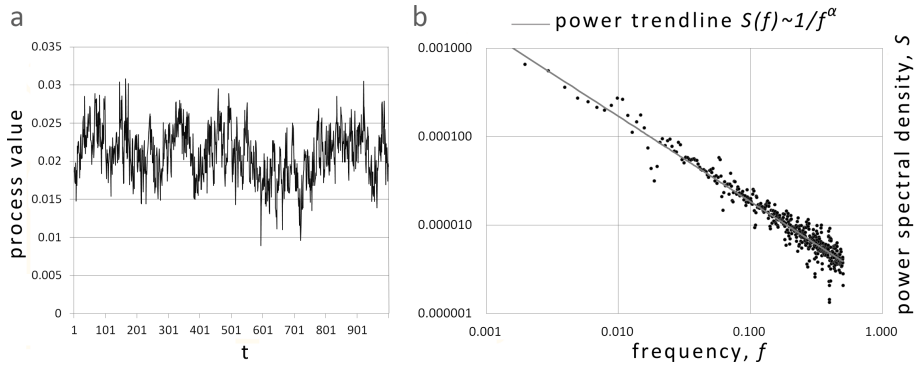 a
process value
0.035
0.03
0.025
0.02
0.015
0.01
0.005
0
1 101 201 301 401 501 601 701 801 901
t
b
power trendline S(f)~1/f^α
0.001000
0.000100
0.000010
0.000001
0.001 0.010 0.100 1.000
frequency, f
power spectral density, S